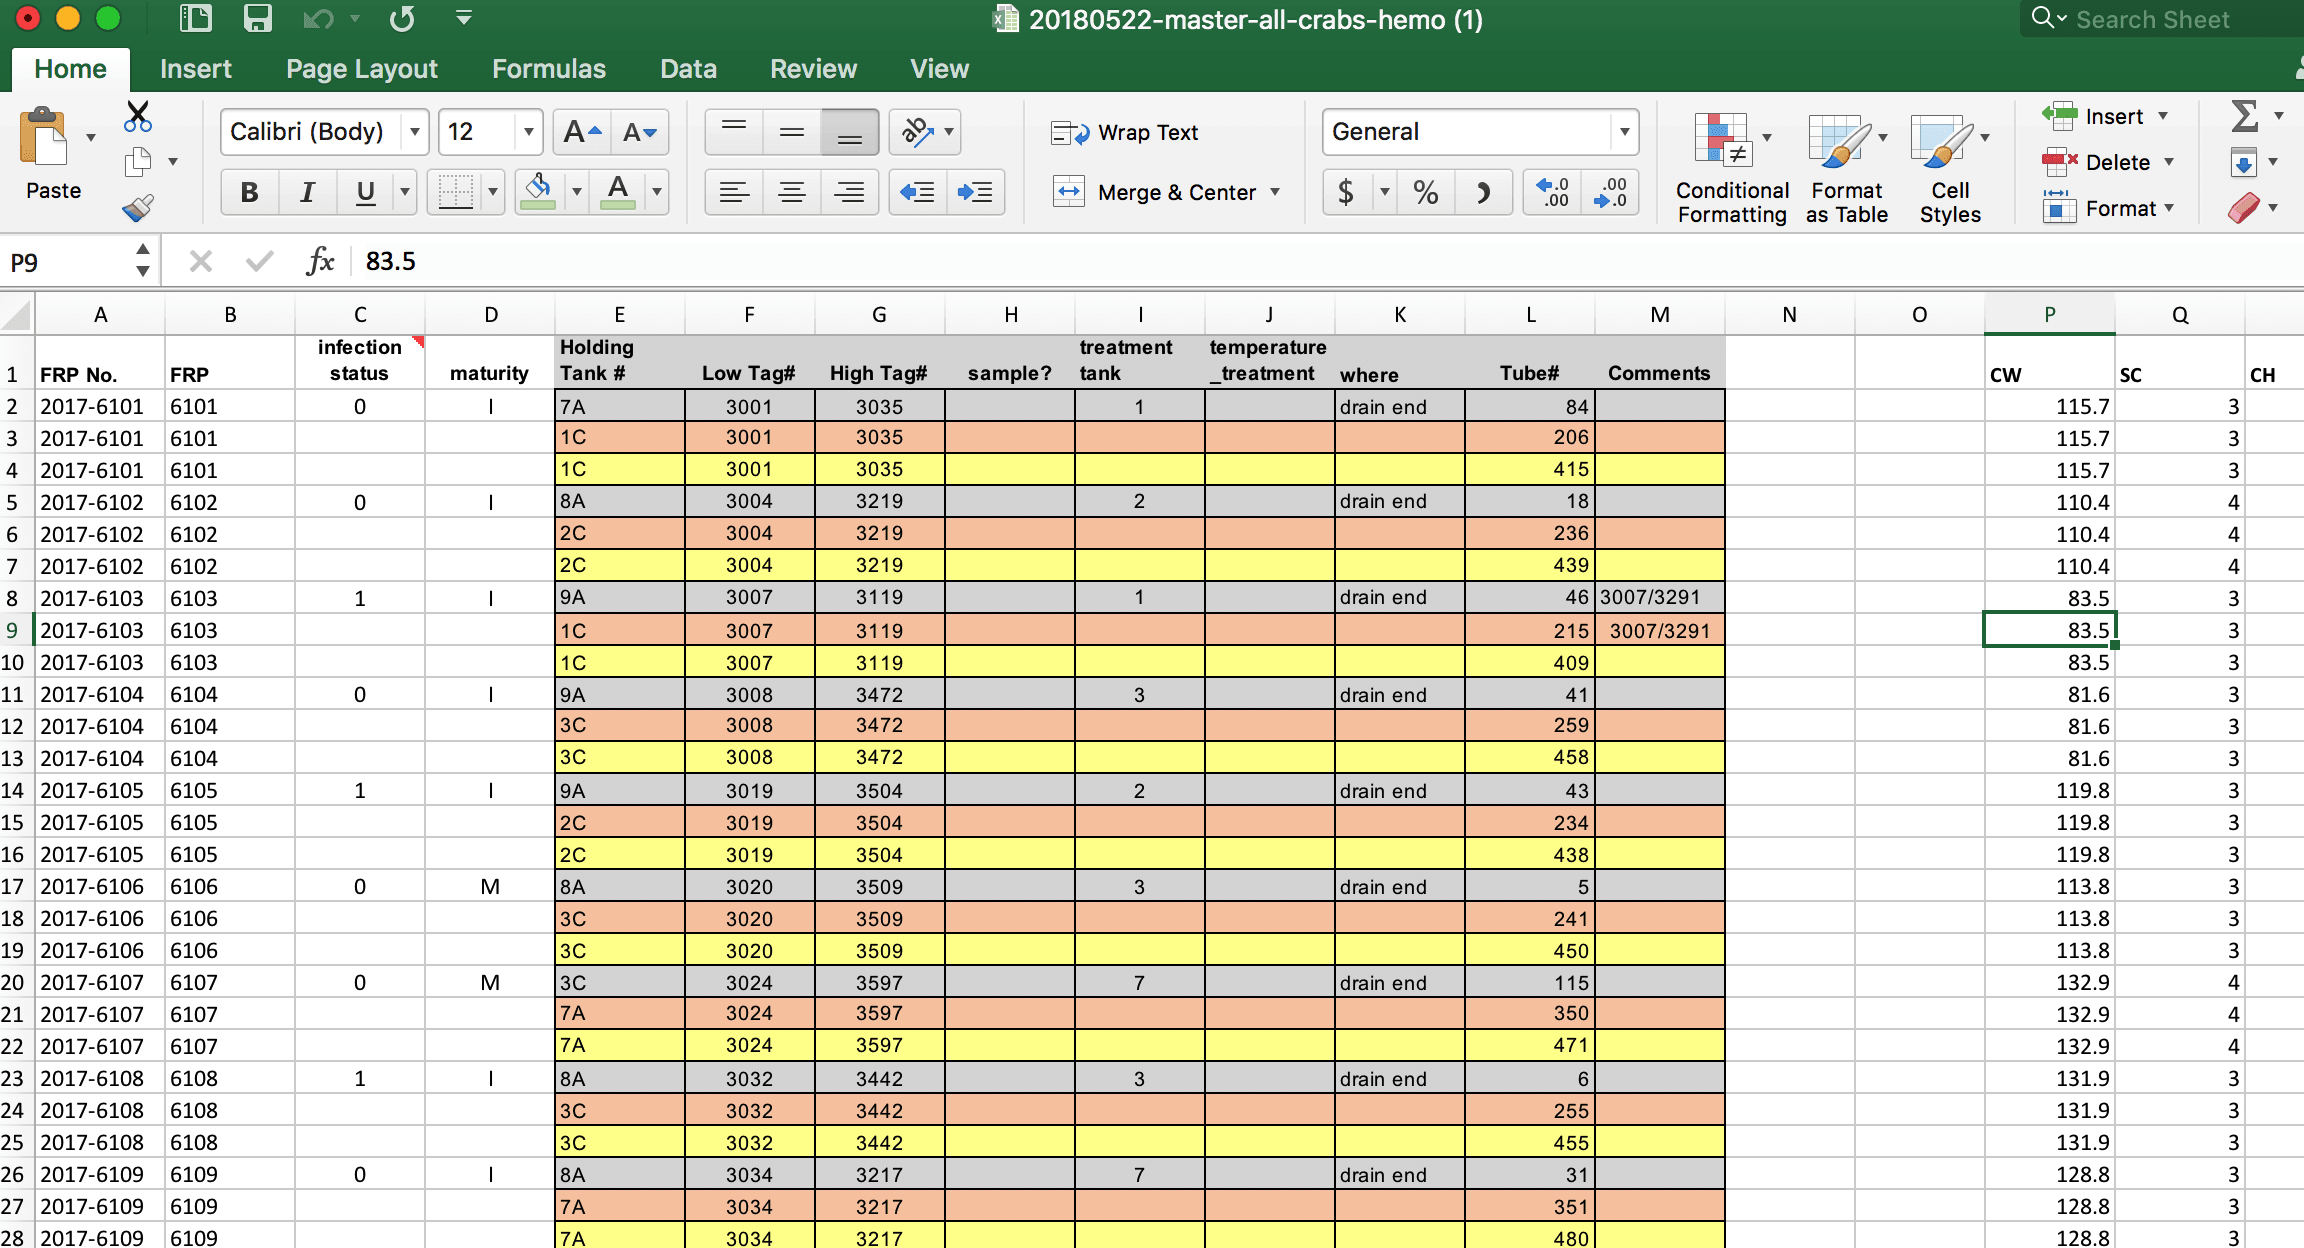 20180522-master-all-crabs-hemo (1)
Search Sheet
Home Insert Page Layout Formulas Data Review View
Paste
Calibri (Body) 12
Wrap Text
Merge & Center
General
Conditional Formatting
Format as Table
Cell Styles
Insert
Delete
Format
P9 fx 83.5
A B C D E F G H I J K L M N O P Q
1 FRP No. FRP infection status maturity Holding Tank # Low Tag# High Tag# sample? treatment tank temperature _treatment where Tube# Comments CW SC CH
2 2017-6101 6101 0 I 7A 3001 3035 1 drain end 84 115.7 3
3 2017-6101 6101 1C 3001 3035 206 115.7 3
4 2017-6101 6101 1C 3001 3035 415 115.7 3
5 2017-6102 6102 0 I 8A 3004 3219 2 drain end 18 110.4 4
6 2017-6102 6102 2C 3004 3219 236 110.4 4
7 2017-6102 6102 2C 3004 3219 439 110.4 4
8 2017-6103 6103 1 I 9A 3007 3119 1 drain end 46 3007/3291 83.5 3
9 2017-6103 6103 1C 3007 3119 215 3007/3291 83.5 3
10 2017-6103 6103 1C 3007 3119 409 83.5 3
11 2017-6104 6104 0 I 9A 3008 3472 3 drain end 41 81.6 3
12 2017-6104 6104 3C 3008 3472 259 81.6 3
13 2017-6104 6104 3C 3008 3472 458 81.6 3
14 2017-6105 6105 1 I 9A 3019 3504 2 drain end 43 119.8 3
15 2017-6105 6105 2C 3019 3504 234 119.8 3
16 2017-6105 6105 2C 3019 3504 438 119.8 3
17 2017-6106 6106 0 M 8A 3020 3509 3 drain end 5 113.8 3
18 2017-6106 6106 3C 3020 3509 241 113.8 3
19 2017-6106 6106 3C 3020 3509 450 113.8 3
20 2017-6107 6107 0 M 3C 3024 3597 7 drain end 115 132.9 4
21 2017-6107 6107 7A 3024 3597 350 132.9 4
22 2017-6107 6107 7A 3024 3597 471 132.9 4
23 2017-6108 6108 1 I 8A 3032 3442 3 drain end 6 131.9 3
24 2017-6108 6108 3C 3032 3442 255 131.9 3
25 2017-6108 6108 3C 3032 3442 455 131.9 3
26 2017-6109 6109 0 I 8A 3034 3217 7 drain end 31 128.8 3
27 2017-6109 6109 7A 3034 3217 351 128.8 3
28 2017-6109 6109 7A 3034 3217 480 128.8 3